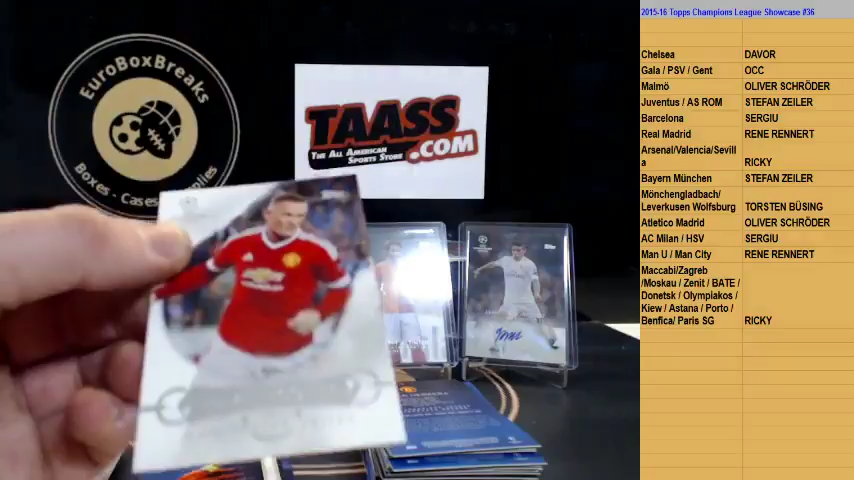 2015-16 Topps Champions League Showcase #36
EuroBoxBreaks
Boxes - Cases
TAASS
THE ALL AMERICAN
SPORTS STORE
.COM
Chelsea DAVOR
Gala / PSV / Gent OCC
Malmö OLIVER SCHRÖDER
Juventus / AS ROM STEFAN ZEILER
Barcelona SERGIU
Real Madrid RENE RENNERT
Arsenal/Valencia/Sevill
a RICKY
Bayern München STEFAN ZEILER
Mönchengladbach/
Leverkusen Wolfsburg TORSTEN BÜSING
Atletico Madrid OLIVER SCHRÖDER
AC Milan / HSV SERGIU
Man U / Man City RENE RENNERT
Maccabi/Zagreb
/Moskau / Zenit / BATE /
Donetsk / Olympiakos /
Kiew / Astana / Porto /
Benfica/ Paris SG RICKY